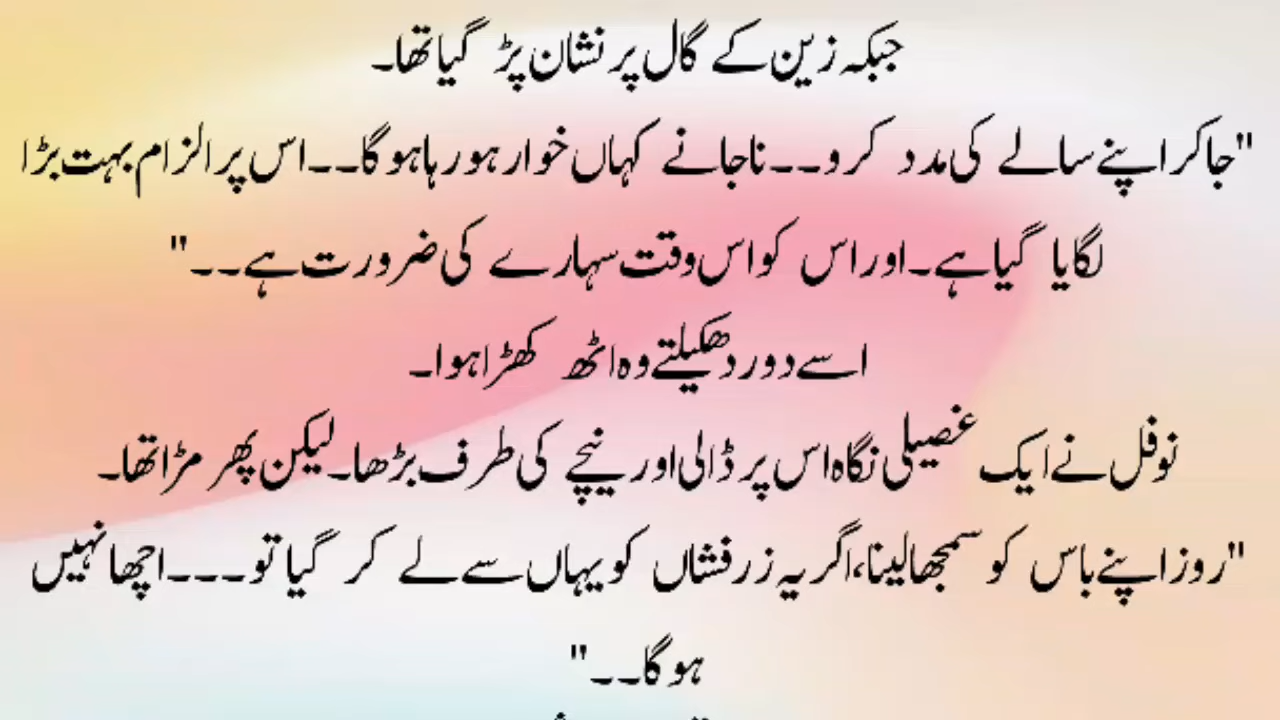 جبکہ زین کے گال پر نشان پڑ گیا تھا۔
"جا کر اپنے سالے کی مدد کرو۔۔نا جانے کہاں خوار ہو رہا ہو گا۔۔اس پر الزام بہت بڑا
لگایا گیا ہے۔اور اس کو اس وقت سہارے کی ضرورت ہے۔۔"
اسے دور دھکیلتے وہ اٹھ کھڑا ہوا۔
نوفل نے ایک غصیلی نگاہ اس پر ڈالی اور نیچے کی طرف بڑھا۔لیکن پھر مڑا تھا۔
"روز اپنے باس کو سمجھا لینا،اگر یہ زرفشاں کو یہاں سے لے کر گیا تو۔۔۔اچھا نہیں
ہو گا۔۔"